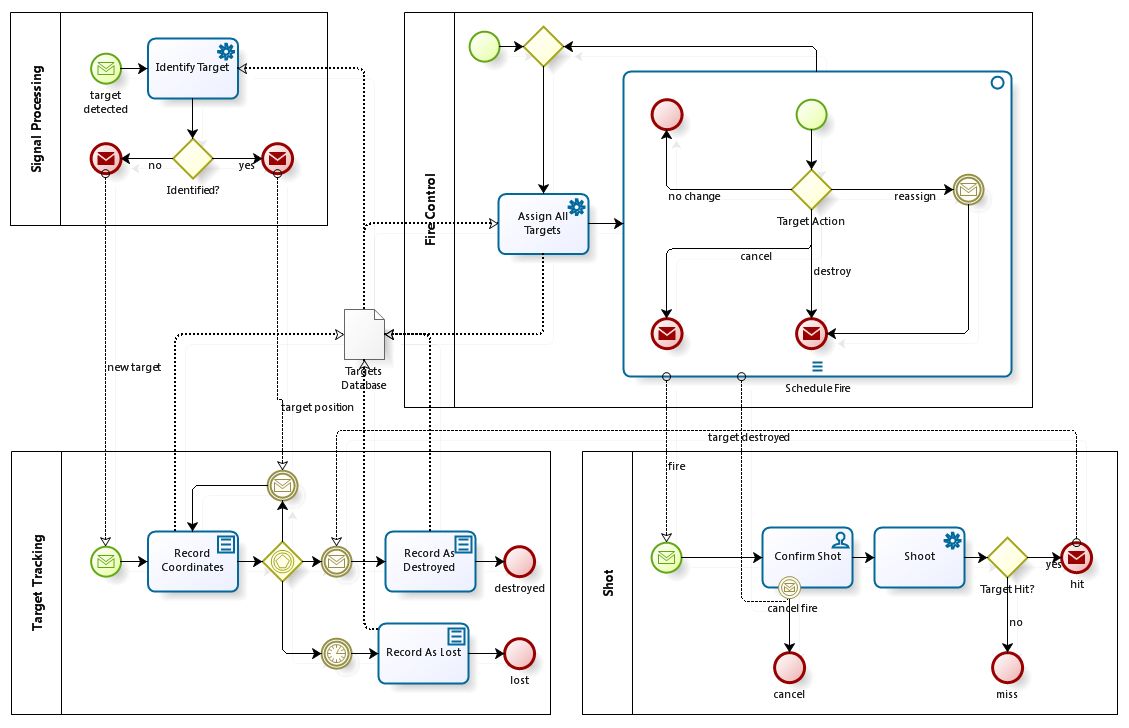 Signal Processing
target
detected
Identify Target
no
yes
Identified?
Fire Control
Assign All
Targets
no change
Target Action
reassign
cancel
destroy
Schedule Fire
Targets
Database
new target
target position
target destroyed
fire
Target Tracking
Record
Coordinates
Record As
Destroyed
destroyed
Record As Lost
lost
Shot
Confirm Shot
cancel fire
cancel
Shoot
Target Hit?
yes
hit
no
miss